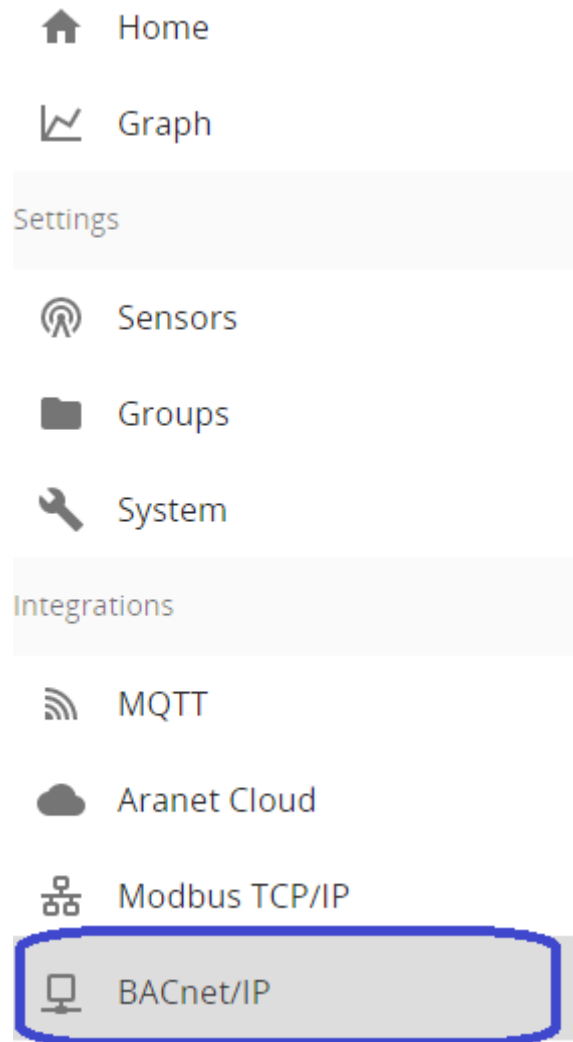 Home
Graph
Settings
Sensors
Groups
System
Integrations
MQTT
Aranet Cloud
Modbus TCP/IP
BACnet/IP